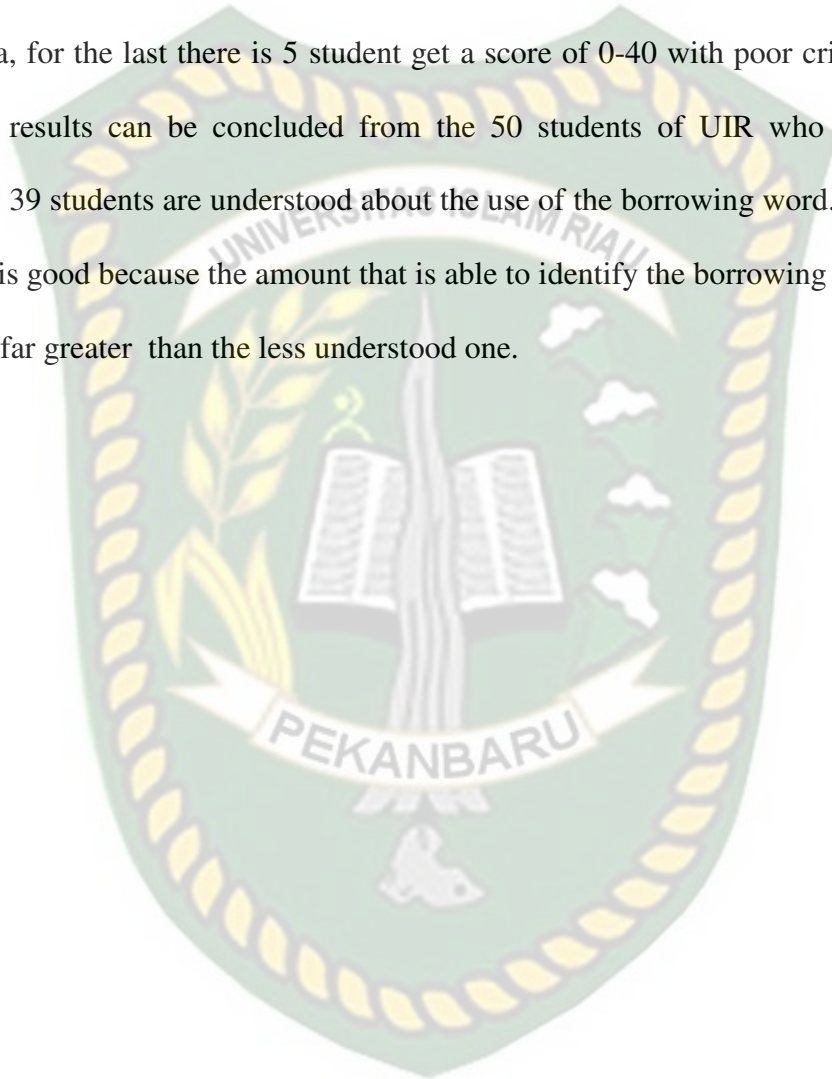 a, for the last there is 5 student get a score of 0-40 with poor cri
results can be concluded from the 50 students of UIR who
39 students are understood about the use of the borrowing word.
is good because the amount that is able to identify the borrowing
far greater than the less understood one.
UNIVERSITAS ISLAM RIAU
PEKANBARU